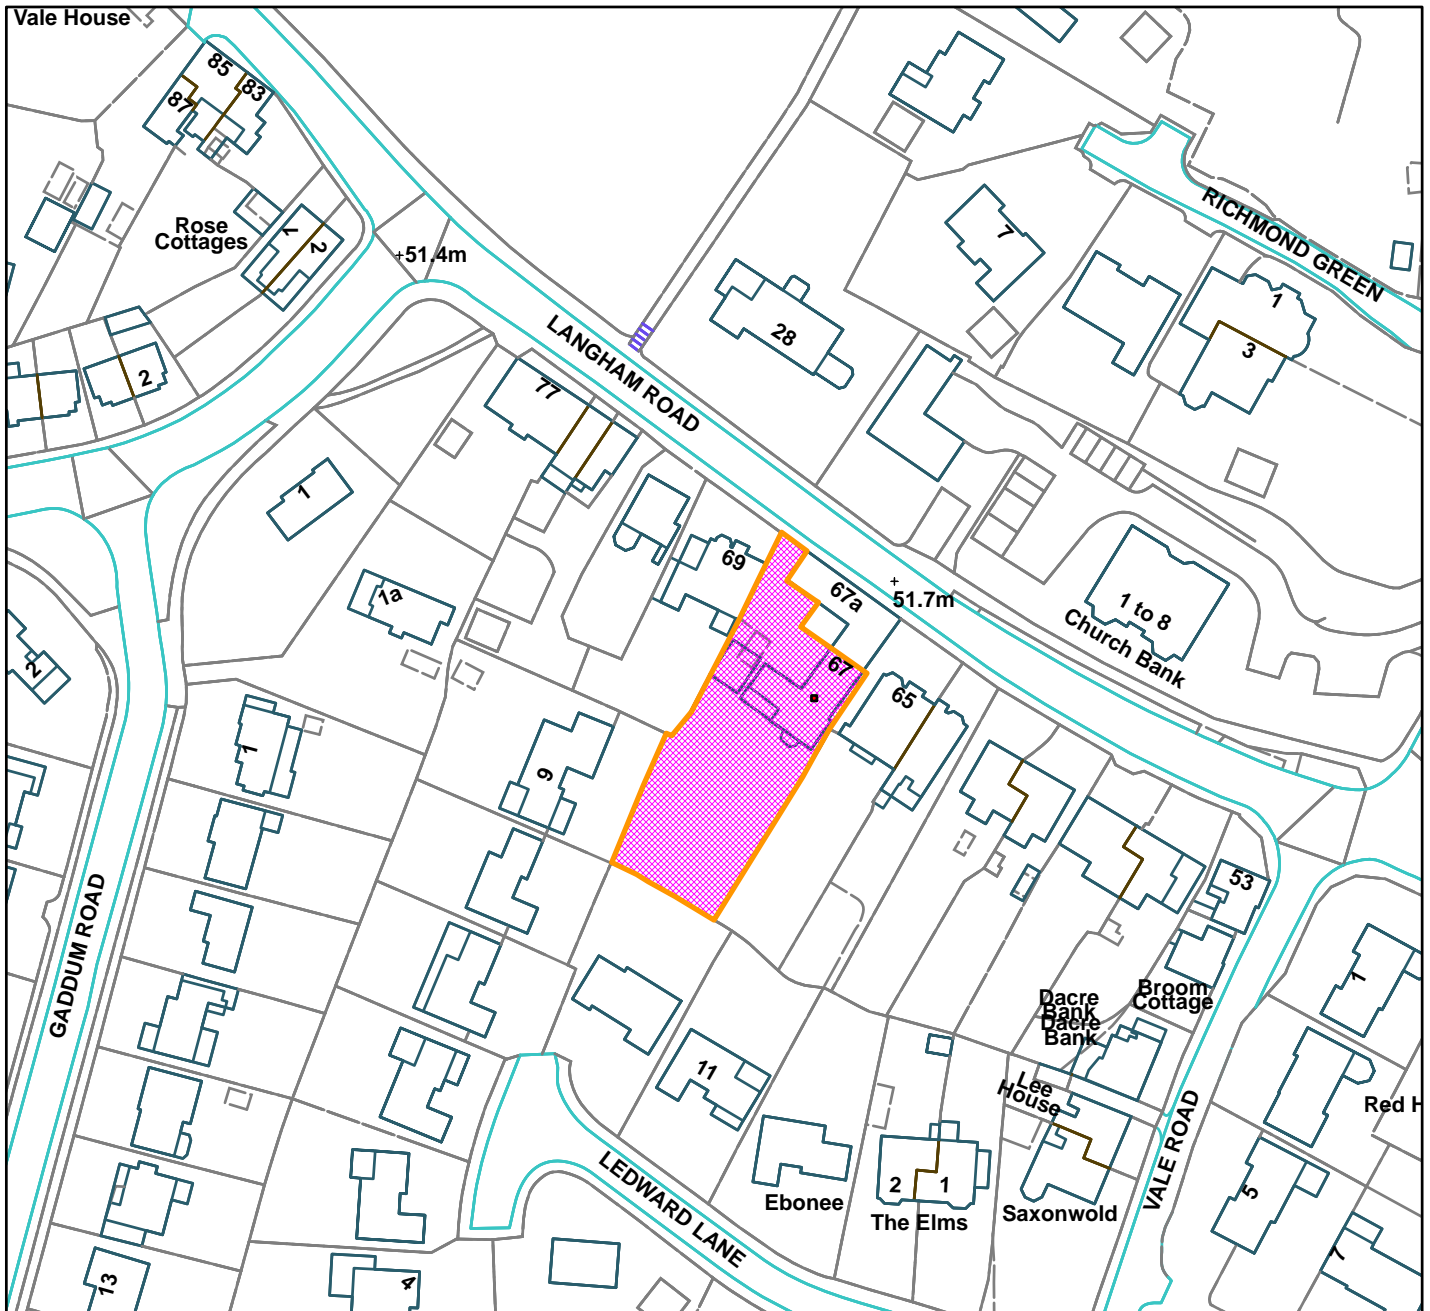 Vale House
85
83
87
Rose
Cottages
1
2
51.4m
RICHMOND GREEN
7
1
3
28
LANGHAM ROAD
2
77
1
1a
69
67a
51.7m
1 to 8
Church Bank
67
65
2
1
9
53
GADDUM ROAD
Broom
Cottage
Dacre
Bank
Dacre
Bank
1
11
Lee
House
Red H
VALE ROAD
LEDWARD LANE
Ebonee
2
1
The Elms
Saxonwold
5
7
13
4